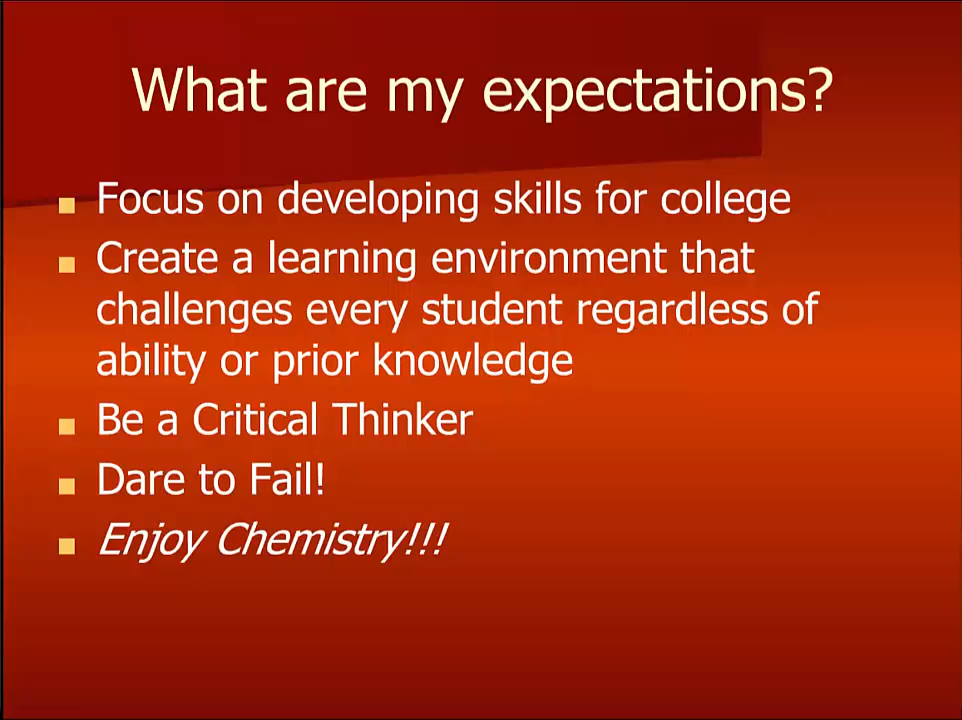 What are my expectations?
Focus on developing skills for college
Create a learning environment that
challenges every student regardless of
ability or prior knowledge
Be a Critical Thinker
Dare to Fail!
Enjoy Chemistry!!!